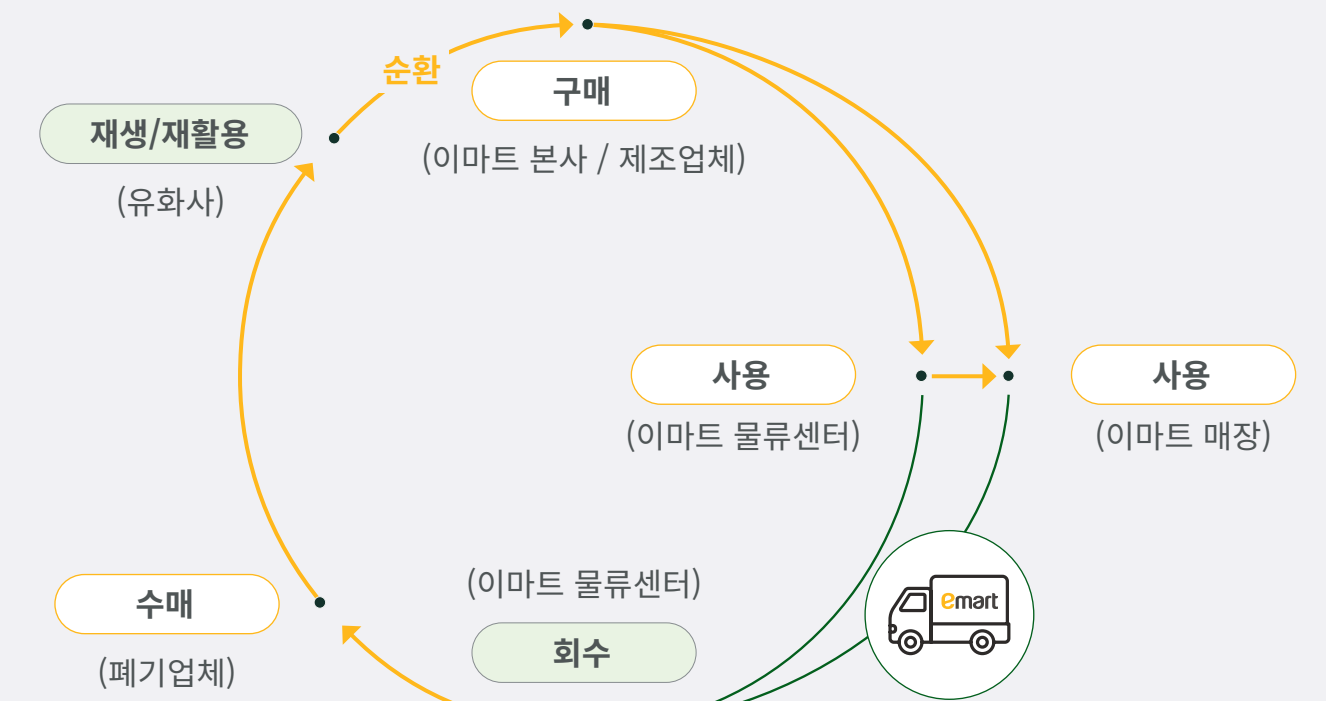 순환
구매
(이마트 본사 / 제조업체)
재생/재활용
(유화사)
사용
(이마트 물류센터)
사용
(이마트 매장)
(이마트 물류센터)
회수
emart
수매
(폐기업체)